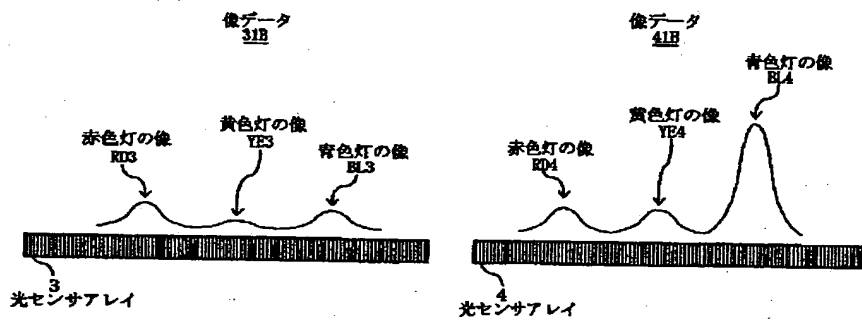 像データ
31B
赤色灯の像
RD3
黄色灯の像
YE3
青色灯の像
BL3
3
光センサアレイ
像データ
41B
青色灯の像
BL4
黄色灯の像
YE4
赤色灯の像
RD4
4
光センサアレイ